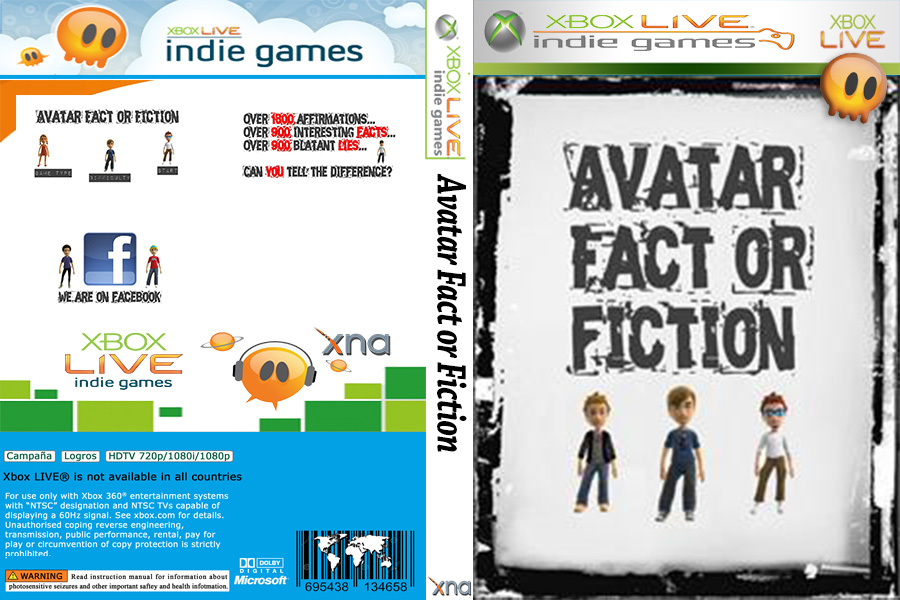 XBOX LIVE
indie games
AVATAR FACT OR FICTION
GAME TYPE
DIFFICULTY
START
OVER 1800 AFFIRMATIONS...
OVER 900 INTERESTING FACTS...
OVER 900 BLATANT LIES...
CAN YOU TELL THE DIFFERENCE?
f
WE ARE ON FACEBOOK
XBOX
LIVE
indie games
xna
Campaña Logros HDTV 720p/1080i/1080p
Xbox LIVE® is not available in all countries
For use only with Xbox 360® entertainment systems
with “NTSC” designation and NTSC TVs capable of
displaying a 60Hz signal. See xbox.com for details.
Unauthorised coping reverse engineering,
transmission, public performance, rental, pay for
play or circumvention of copy protection is strictly
prohibited.
WARNING Read instruction manual for information about
photosensitive seizures and other important saftey and health infotmation.
DOLBY
DIGITAL
Microsoft
695438 134658
XBOX LIVE
indie games
Avatar Fact or Fiction
xna
XBOX LIVE
indie games
XBOX
LIVE
AVATAR
FACT OR
FICTION